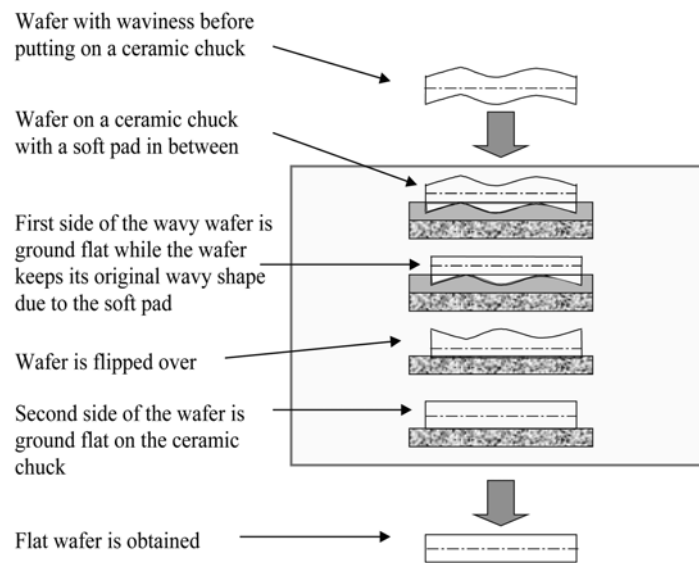 Wafer with waviness before
putting on a ceramic chuck
Wafer on a ceramic chuck
with a soft pad in between
First side of the wavy wafer is
ground flat while the wafer
keeps its original wavy shape
due to the soft pad
Wafer is flipped over
Second side of the wafer is
ground flat on the ceramic
chuck
Flat wafer is obtained